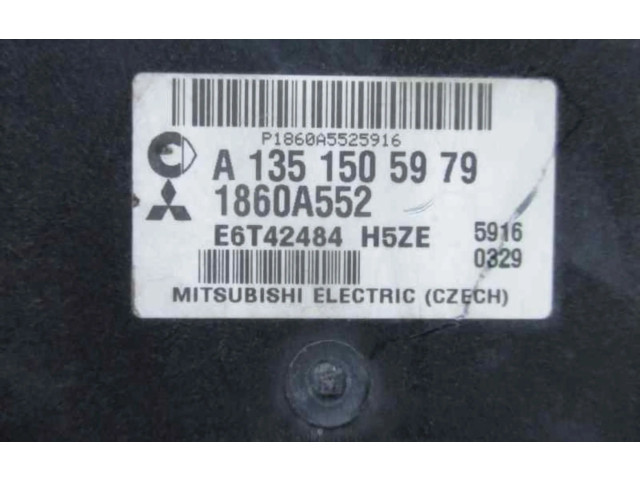 P1860A5525916
A 135 150 59 79
1860A552
E6T42484 H5ZE 5916
0329
MITSUBISHI ELECTRIC (CZECH)